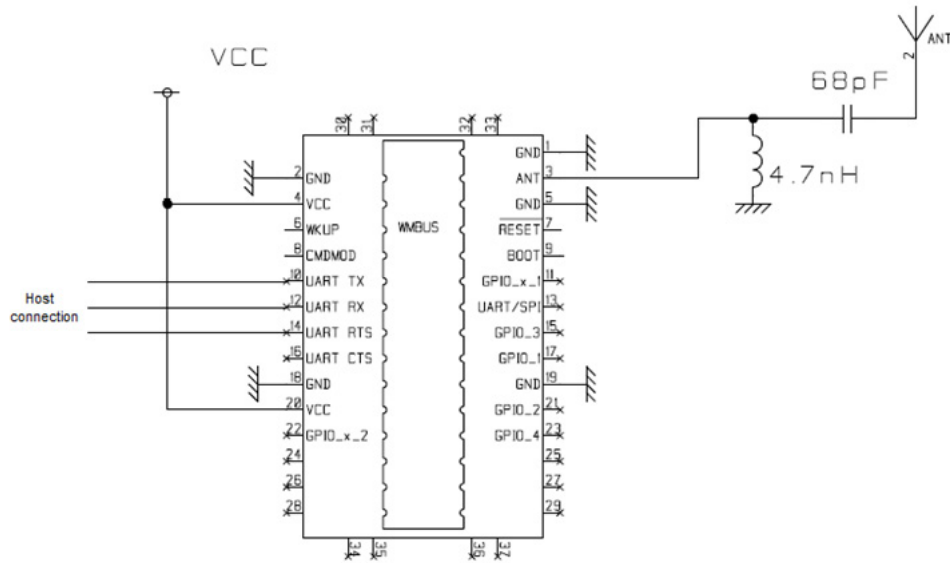 ANT
2
VCC
68pF
4.7nH
30 31 32 33
GND 1
2 GND ANT 3
4 VCC GND 5
6 WKUP WMBUS RESET 7
8 CMDMOD BOOT 9
10 UART TX GPIO_x_1 11
Host
connection
12 UART RX UART/SPI 13
14 UART RTS GPIO_3 15
16 UART CTS GPIO_1 17
18 GND GND 19
20 VCC GPIO_2 21
22 GPIO_x_2 GPIO_4 23
24 25
26 27
28 29
34 35 36 37